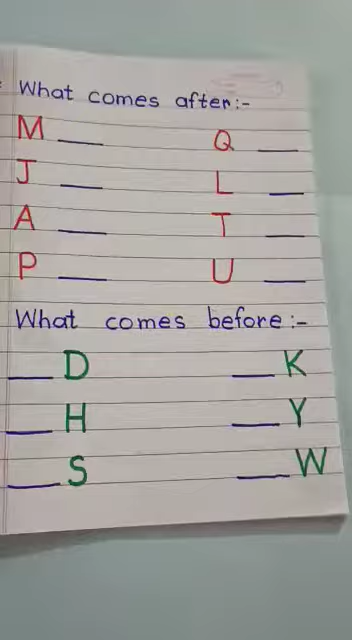 What comes after:-
M ___ Q ___
J ___ L ___
A ___ T ___
P ___ U ___
What comes before:-
___ D ___ K
___ H ___ Y
___ S ___ W